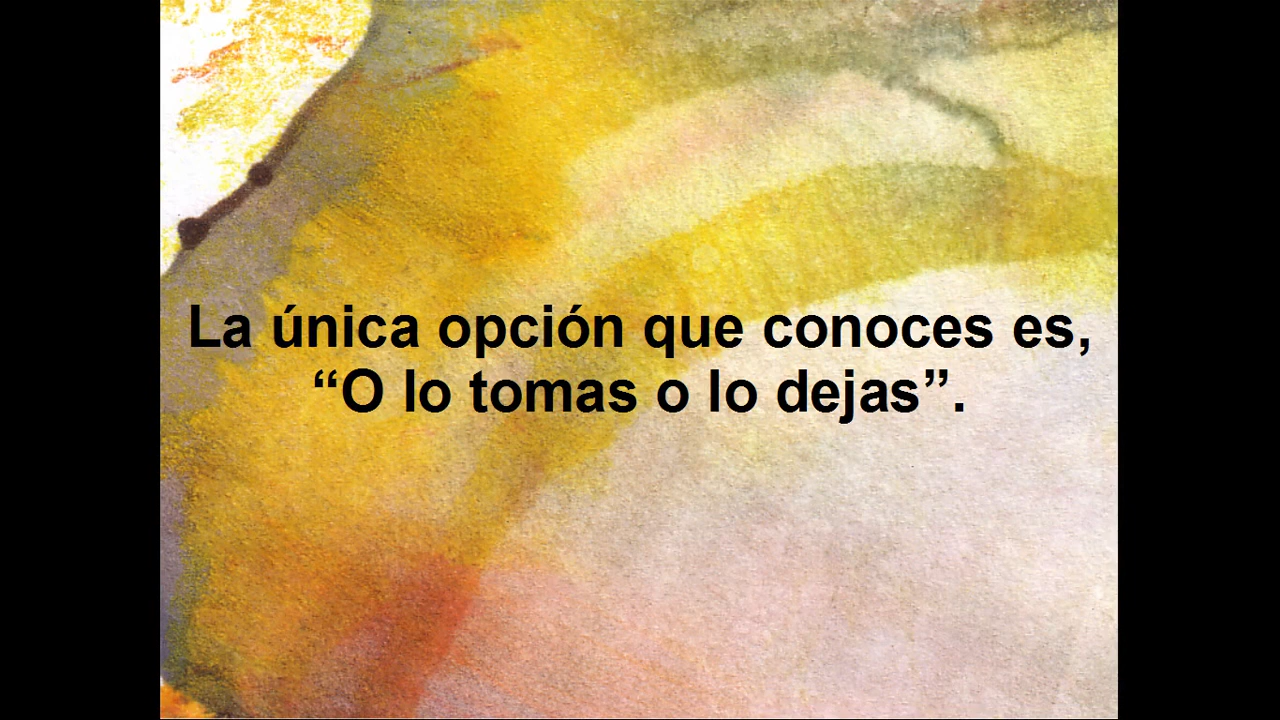 La única opción que conoces es,
“O lo tomas o lo dejas”.